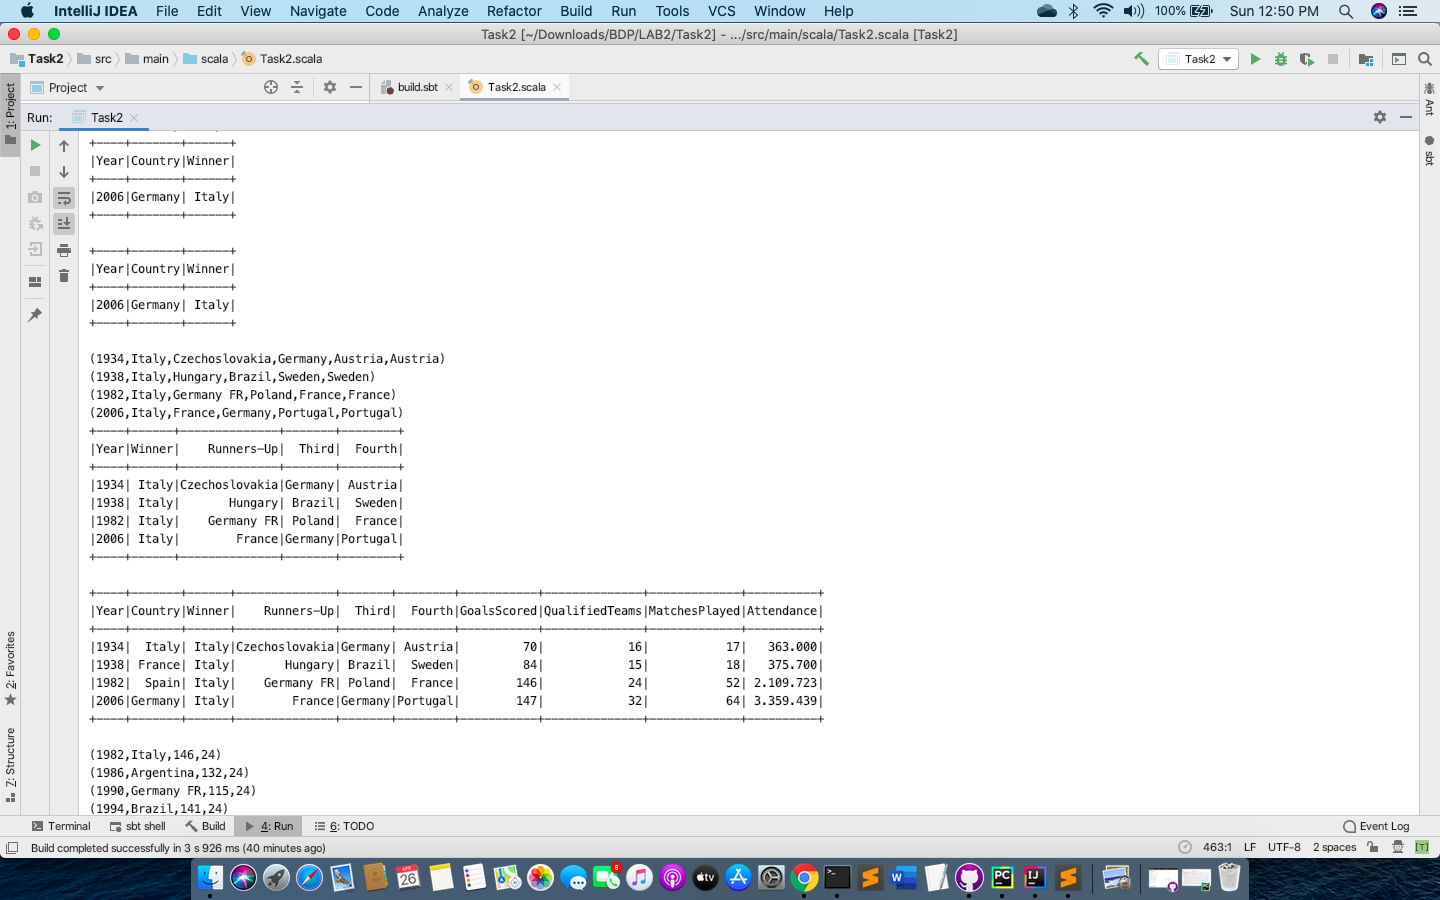 IntelliJ IDEA File Edit View Navigate Code Analyze Refactor Build Run Tools VCS Window Help 100% Sun 12:50 PM
Task2 [~/Downloads/BDP/LAB2/Task2] - .../src/main/scala/Task2.scala [Task2]
Task2 src main scala Task2.scala Task2
Project build.sbt Task2.scala
Run: Task2
1: Project
2: Favorites
Z: Structure
Ant
sbt
+----+-------+------+
|Year|Country|Winner|
+----+-------+------+
|2006|Germany| Italy|
+----+-------+------+
+----+-------+------+
|Year|Country|Winner|
+----+-------+------+
|2006|Germany| Italy|
+----+-------+------+
(1934,Italy,Czechoslovakia,Germany,Austria,Austria)
(1938,Italy,Hungary,Brazil,Sweden,Sweden)
(1982,Italy,Germany FR,Poland,France,France)
(2006,Italy,France,Germany,Portugal,Portugal)
+----+------+--------------+-------+--------+
|Year|Winner|    Runners-Up|  Third|  Fourth|
+----+------+--------------+-------+--------+
|1934| Italy|Czechoslovakia|Germany| Austria|
|1938| Italy|       Hungary| Brazil|  Sweden|
|1982| Italy|    Germany FR| Poland|  France|
|2006| Italy|        France|Germany|Portugal|
+----+------+--------------+-------+--------+
+----+-------+------+--------------+-------+--------+-----------+--------------+-------------+----------+
|Year|Country|Winner|    Runners-Up|  Third|  Fourth|GoalsScored|QualifiedTeams|MatchesPlayed|Attendance|
+----+-------+------+--------------+-------+--------+-----------+--------------+-------------+----------+
|1934|  Italy| Italy|Czechoslovakia|Germany| Austria|         70|            16|           17|   363.000|
|1938| France| Italy|       Hungary| Brazil|  Sweden|         84|            15|           18|   375.700|
|1982|  Spain| Italy|    Germany FR| Poland|  France|        146|            24|           52| 2.109.723|
|2006|Germany| Italy|        France|Germany|Portugal|        147|            32|           64| 3.359.439|
+----+-------+------+--------------+-------+--------+-----------+--------------+-------------+----------+
(1982,Italy,146,24)
(1986,Argentina,132,24)
(1990,Germany FR,115,24)
(1994,Brazil,141,24)
Terminal sbt shell Build 4: Run 6: TODO Event Log
Build completed successfully in 3 s 926 ms (40 minutes ago) 463:1 LF UTF-8 2 spaces [T]
26 8 tv W PC IJ